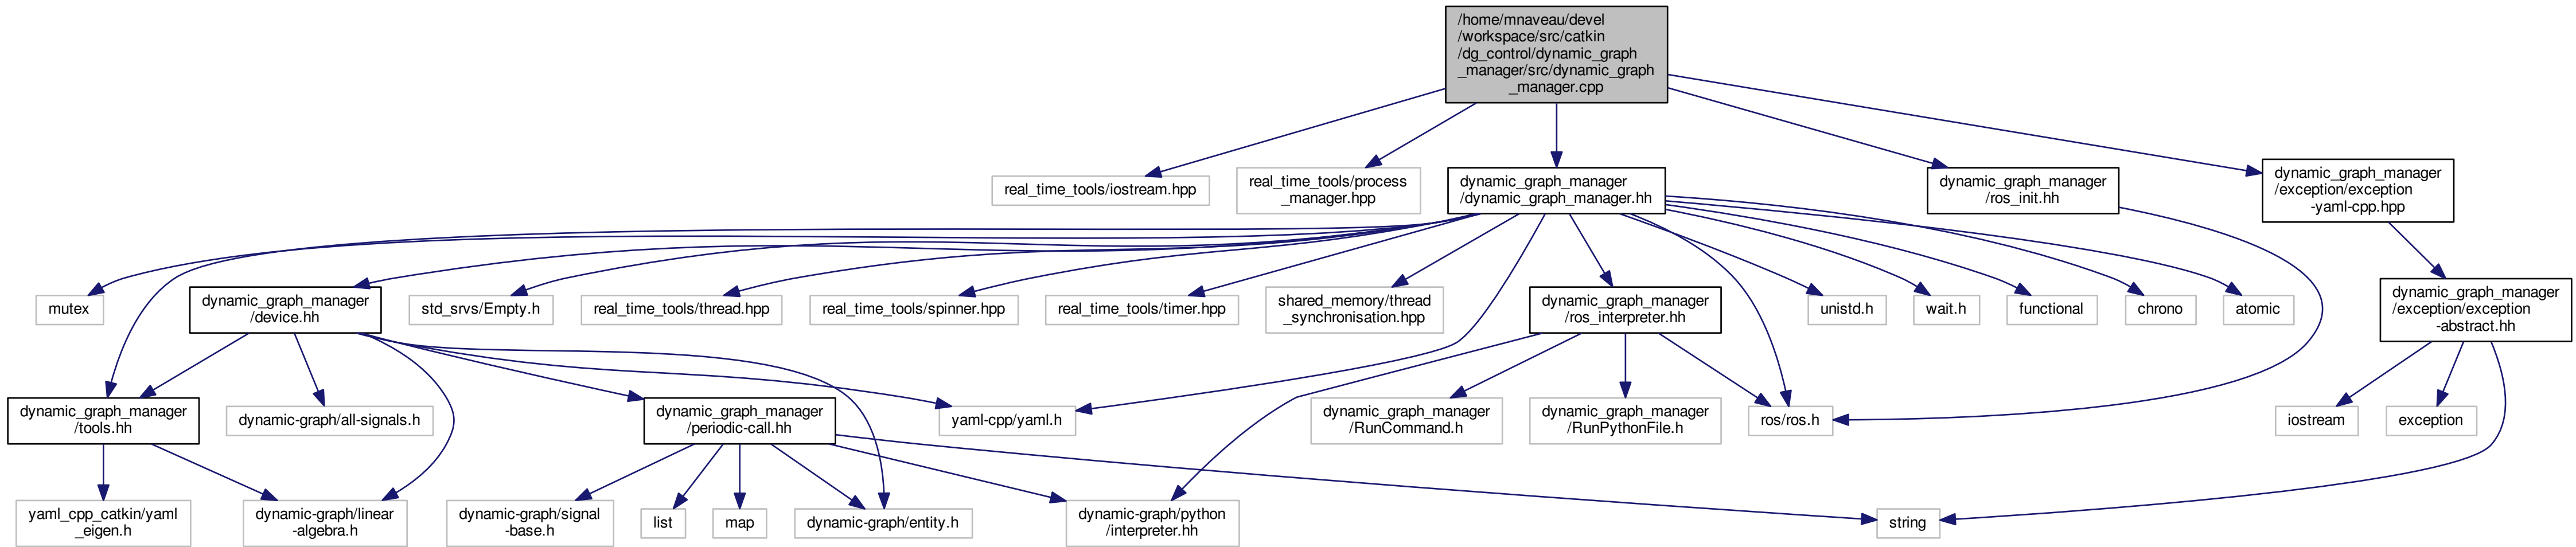 /home/mnaveau/devel
/workspace/src/catkin
/dg_control/dynamic_graph
_manager/src/dynamic_graph
_manager.cpp
real_time_tools/iostream.hpp
real_time_tools/process
_manager.hpp
dynamic_graph_manager
/dynamic_graph_manager.hh
dynamic_graph_manager
/ros_init.hh
dynamic_graph_manager
/exception/exception
-yaml-cpp.hpp
mutex
dynamic_graph_manager
/device.hh
std_srvs/Empty.h
real_time_tools/thread.hpp
real_time_tools/spinner.hpp
real_time_tools/timer.hpp
shared_memory/thread
_synchronisation.hpp
dynamic_graph_manager
/ros_interpreter.hh
unistd.h
wait.h
functional
chrono
atomic
dynamic_graph_manager
/exception/exception
-abstract.hh
dynamic_graph_manager
/tools.hh
dynamic-graph/all-signals.h
dynamic_graph_manager
/periodic-call.hh
yaml-cpp/yaml.h
dynamic_graph_manager
/RunCommand.h
dynamic_graph_manager
/RunPythonFile.h
ros/ros.h
iostream
exception
yaml_cpp_catkin/yaml
_eigen.h
dynamic-graph/linear
-algebra.h
dynamic-graph/signal
-base.h
list
map
dynamic-graph/entity.h
dynamic-graph/python
/interpreter.hh
string